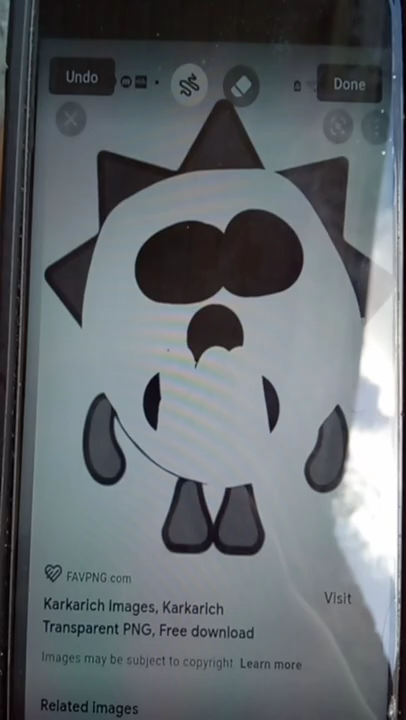 Undo
Done
FAVPNG.com
Karkarich Images, Karkarich
Transparent PNG, Free download
Visit
Images may be subject to copyright Learn more
Related images